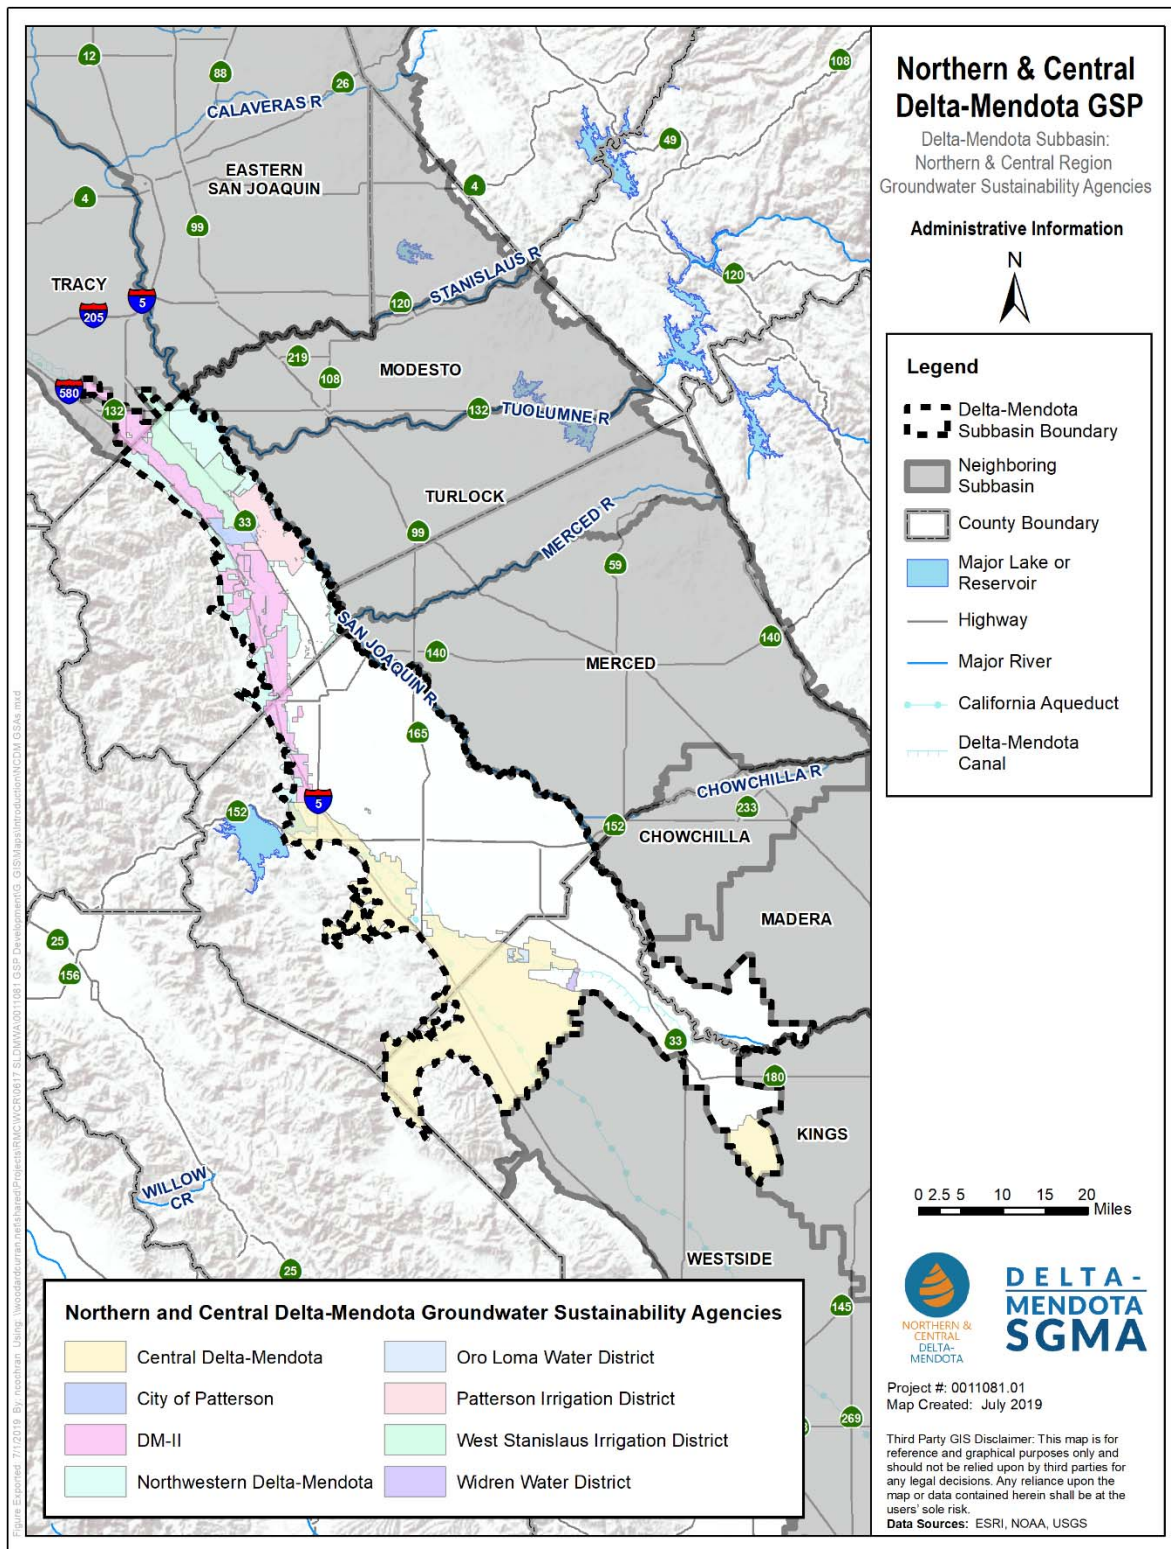 Northern & Central
Delta-Mendota GSP
Delta-Mendota Subbasin:
Northern & Central Region
Groundwater Sustainability Agencies
Administrative Information
N
Legend
Delta-Mendota
Subbasin Boundary
Neighboring
Subbasin
County Boundary
Major Lake or
Reservoir
Highway
Major River
California Aqueduct
Delta-Mendota
Canal
12
88
26
108
CALAVERAS R
49
EASTERN
SAN JOAQUIN
4
4
99
STANISLAUS R
120
TRACY
5
205
120
219
MODESTO
580
108
132
132
TUOLUMNE R
TURLOCK
33
99
MERCED R
59
SAN JOAQUIN R
140
140
MERCED
165
CHOWCHILLA R
5
233
152
152
CHOWCHILLA
MADERA
25
156
33
180
KINGS
WILLOW
CR
WESTSIDE
25
145
269
0 2.5 5 10 15 20
Miles
Northern and Central Delta-Mendota Groundwater Sustainability Agencies
Central Delta-Mendota
City of Patterson
DM-II
Northwestern Delta-Mendota
Oro Loma Water District
Patterson Irrigation District
West Stanislaus Irrigation District
Widren Water District
NORTHERN &
CENTRAL
DELTA-
MENDOTA
DELTA-
MENDOTA
SGMA
Project #: 0011081.01
Map Created: July 2019
Third Party GIS Disclaimer: This map is for
reference and graphical purposes only and
should not be relied upon by third parties for
any legal decisions. Any reliance upon the
map or data contained herein shall be at the
users' sole risk.
Data Sources: ESRI, NOAA, USGS